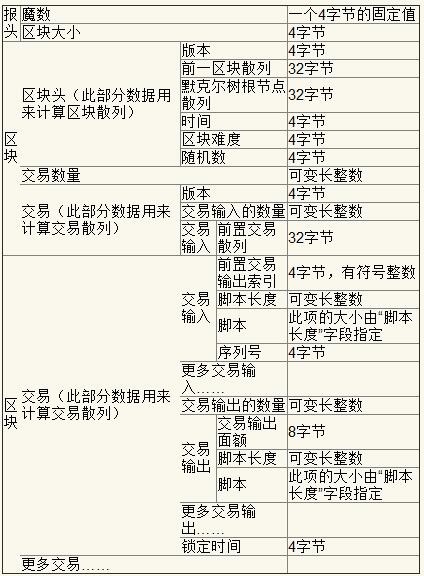 报头
魔数
一个4字节的固定值
区块大小
4字节
区块
区块头（此部分数据用
来计算区块散列）
版本
4字节
前一区块散列
32字节
默克尔树根节点
散列
32字节
时间
4字节
区块难度
4字节
随机数
4字节
交易数量
可变长整数
交易（此部分数据用来
计算交易散列）
版本
4字节
交易输入的数量
可变长整数
交易
输入
前置交易
散列
32字节
区块
交易（此部分数据用来
计算交易散列）
交易
输入
前置交易
输出索引
4字节，有符号整数
脚本长度
可变长整数
脚本
此项的大小由“脚本
长度”字段指定
序列号
4字节
更多交易输
入……
交易输出的数量
可变长整数
交易
输出
交易输出
面额
8字节
脚本长度
可变长整数
脚本
此项的大小由“脚本
长度”字段指定
更多交易输
出……
锁定时间
4字节
更多交易……